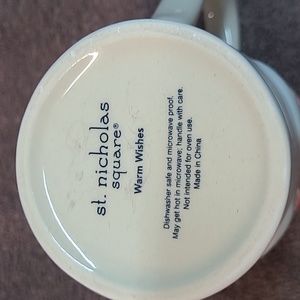 st. nicholas
square®
Warm Wishes
Dishwasher safe and microwave proof.
May get hot in microwave; handle with care.
Not intended for oven use.
Made in China